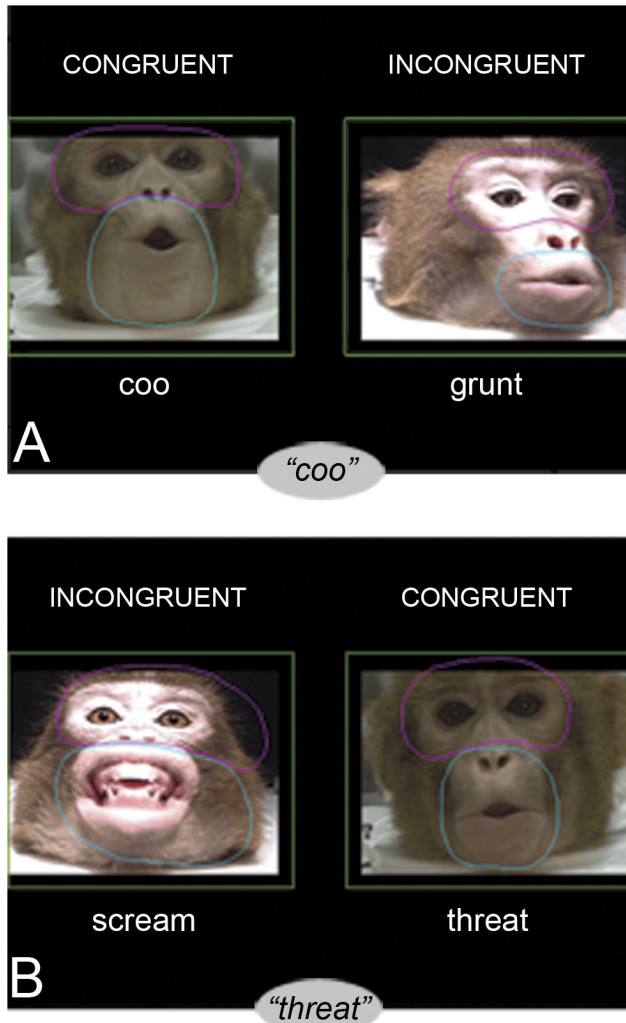 CONGRUENT INCONGRUENT
coo grunt
A
“coo”
INCONGRUENT CONGRUENT
scream threat
B
“threat”